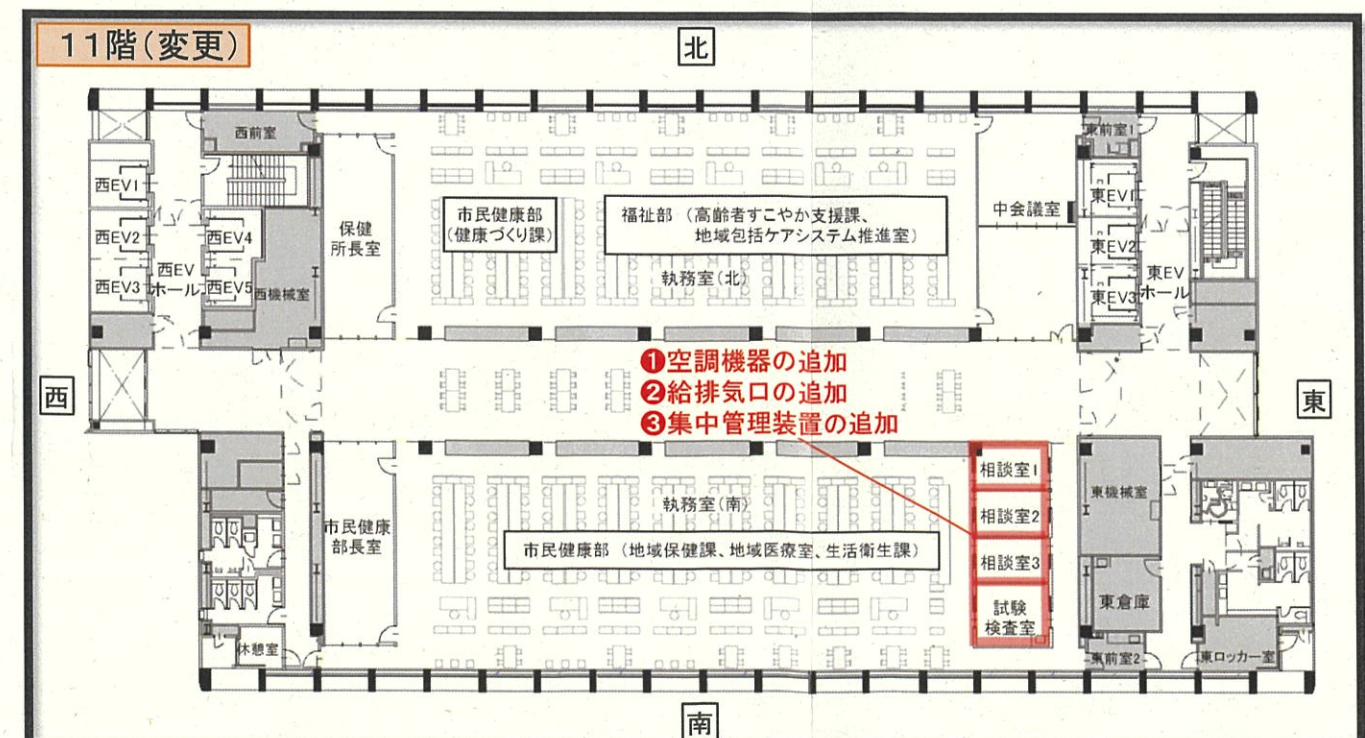 11階(変更)
北
西前室
東前室1
西EV1
西EV2
西EV3
西EV
ホール
西EV4
西EV5
西機械室
保健
所長室
市民健康部
(健康づくり課)
福祉部 (高齢者すこやか支援課、
地域包括ケアシステム推進室)
執務室(北)
中会議室
東EV1
東EV2
東EV3
東EV
ホール
西
❶空調機器の追加
❷給排気口の追加
❸集中管理装置の追加
東
市民健康
部長室
執務室(南)
市民健康部 (地域保健課、地域医療室、生活衛生課)
相談室1
相談室2
相談室3
試験
検査室
東機械室
東倉庫
休憩室
東前室2
東ロッカー室
南